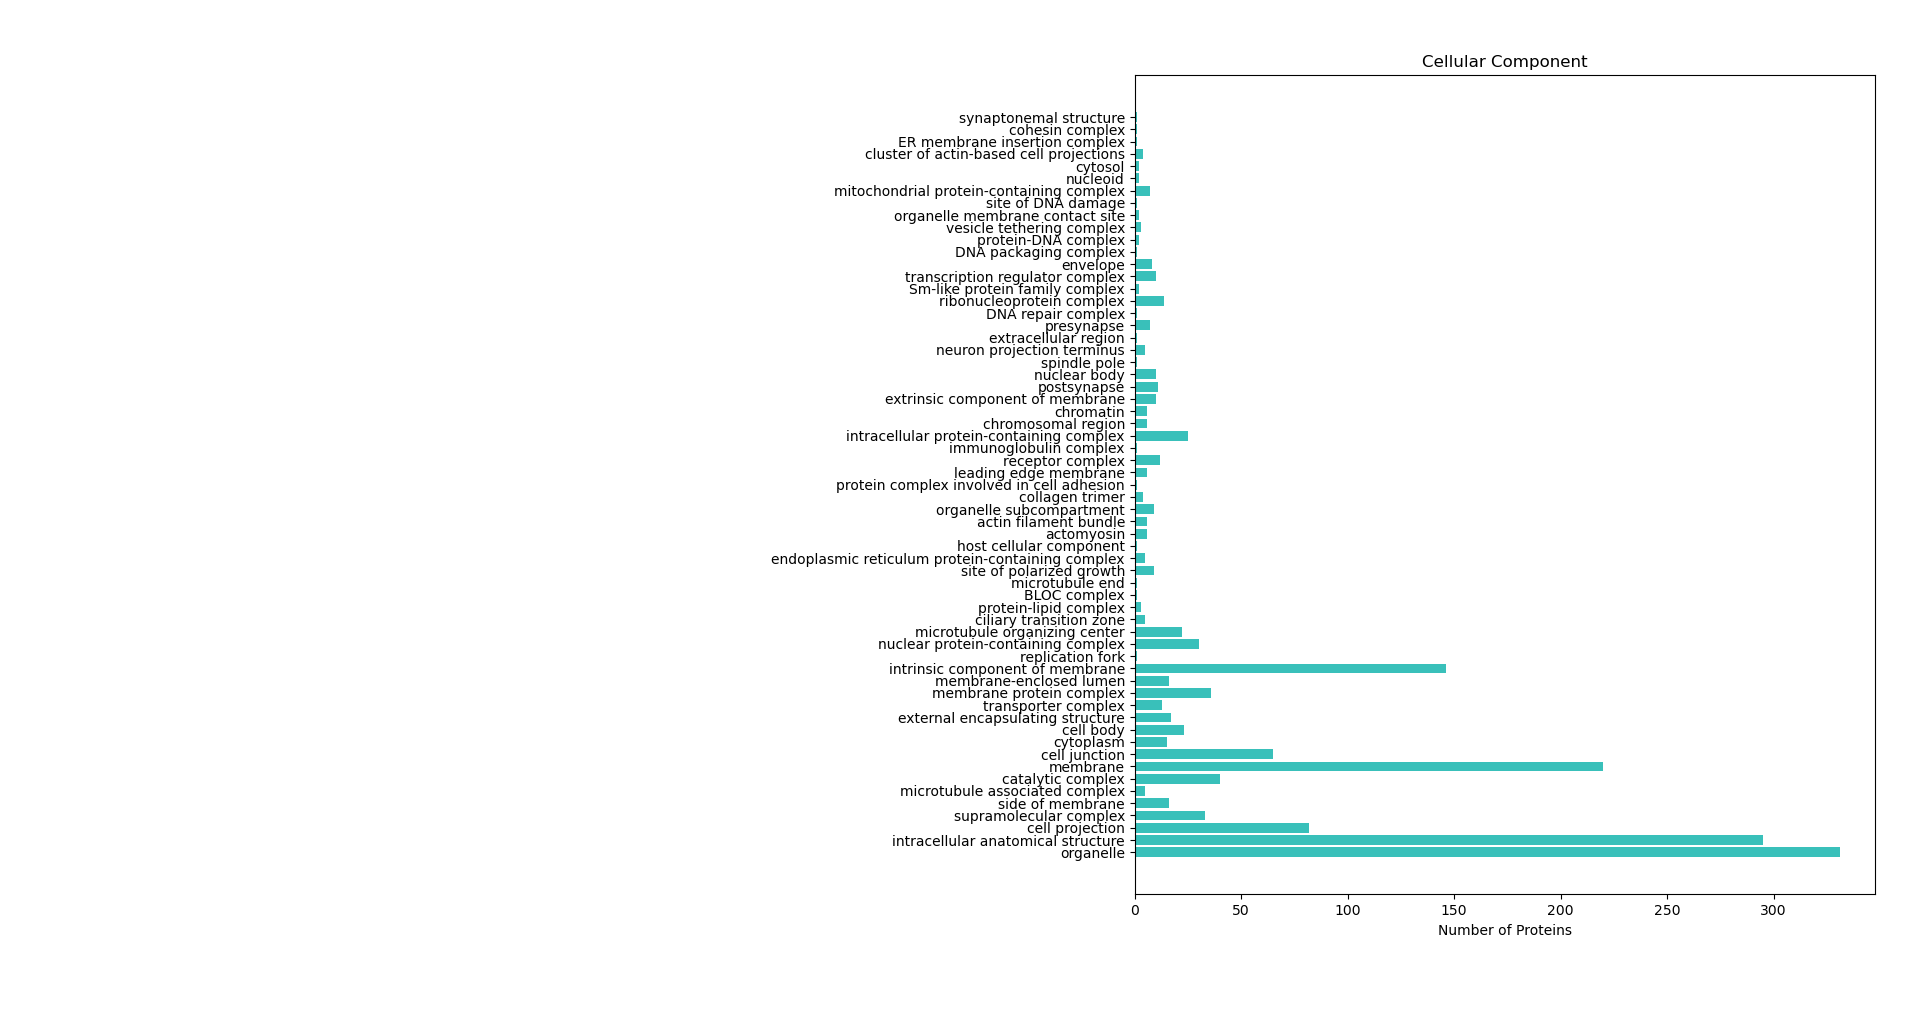 Cellular Component
synaptonemal structure
cohesin complex
ER membrane insertion complex
cluster of actin-based cell projections
cytosol
nucleoid
mitochondrial protein-containing complex
site of DNA damage
organelle membrane contact site
vesicle tethering complex
protein-DNA complex
DNA packaging complex
envelope
transcription regulator complex
Sm-like protein family complex
ribonucleoprotein complex
DNA repair complex
presynapse
extracellular region
neuron projection terminus
spindle pole
nuclear body
postsynapse
extrinsic component of membrane
chromatin
chromosomal region
intracellular protein-containing complex
immunoglobulin complex
receptor complex
leading edge membrane
protein complex involved in cell adhesion
collagen trimer
organelle subcompartment
actin filament bundle
actomyosin
host cellular component
endoplasmic reticulum protein-containing complex
site of polarized growth
microtubule end
BLOC complex
protein-lipid complex
ciliary transition zone
microtubule organizing center
nuclear protein-containing complex
replication fork
intrinsic component of membrane
membrane-enclosed lumen
membrane protein complex
transporter complex
external encapsulating structure
cell body
cytoplasm
cell junction
membrane
catalytic complex
microtubule associated complex
side of membrane
supramolecular complex
cell projection
intracellular anatomical structure
organelle
0 50 100 150 200 250 300
Number of Proteins